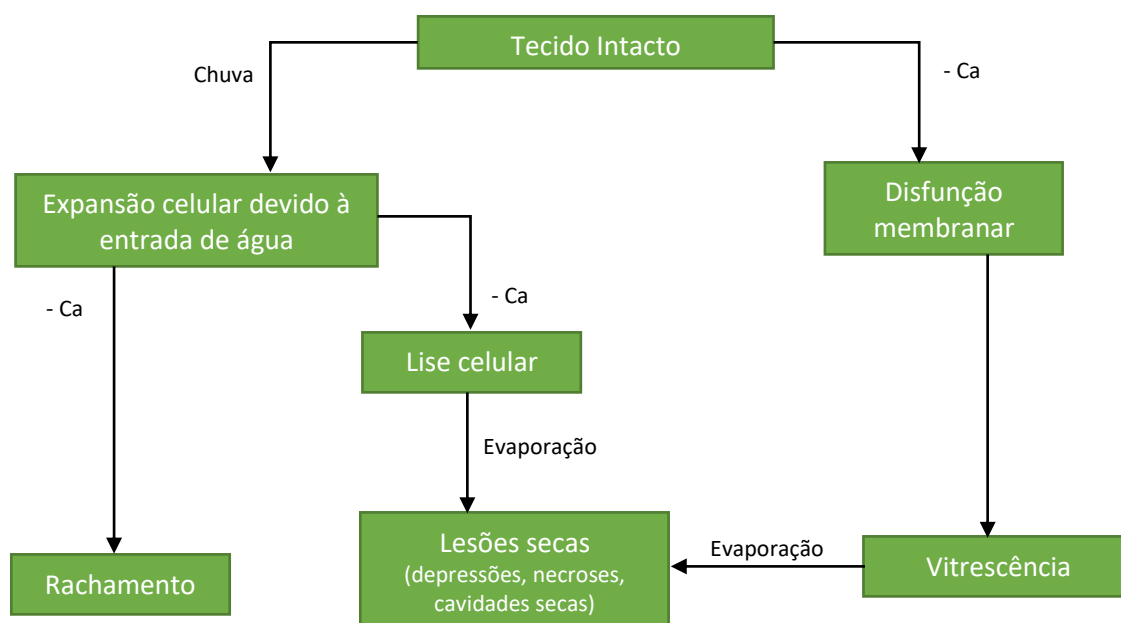 Tecido Intacto
Chuva
- Ca
Expansão celular devido à
entrada de água
Disfunção
membranar
- Ca
- Ca
Lise celular
Evaporação
Lesões secas
(depressões, necroses,
cavidades secas)
Evaporação
Vitrescência
Rachamento